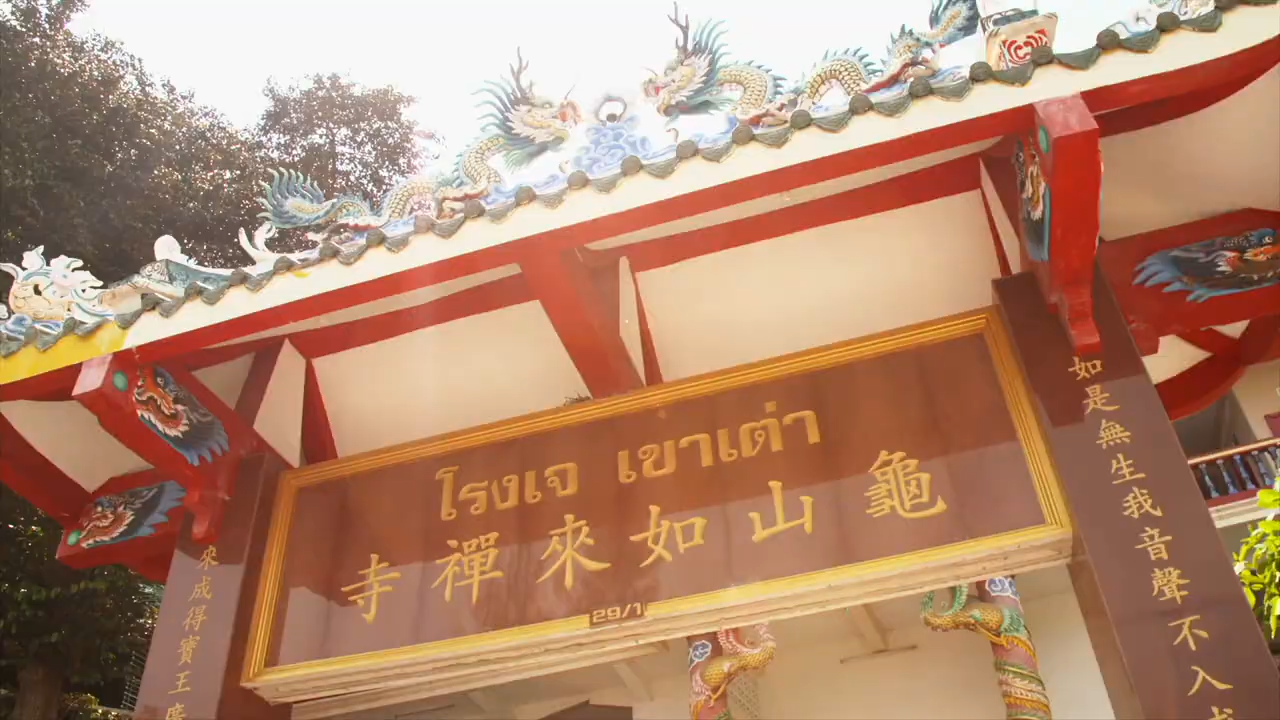 โรงเจ เขาเต่า
寺禪來如山龜
29/1
如是無生我音聲不入
來成得寶王